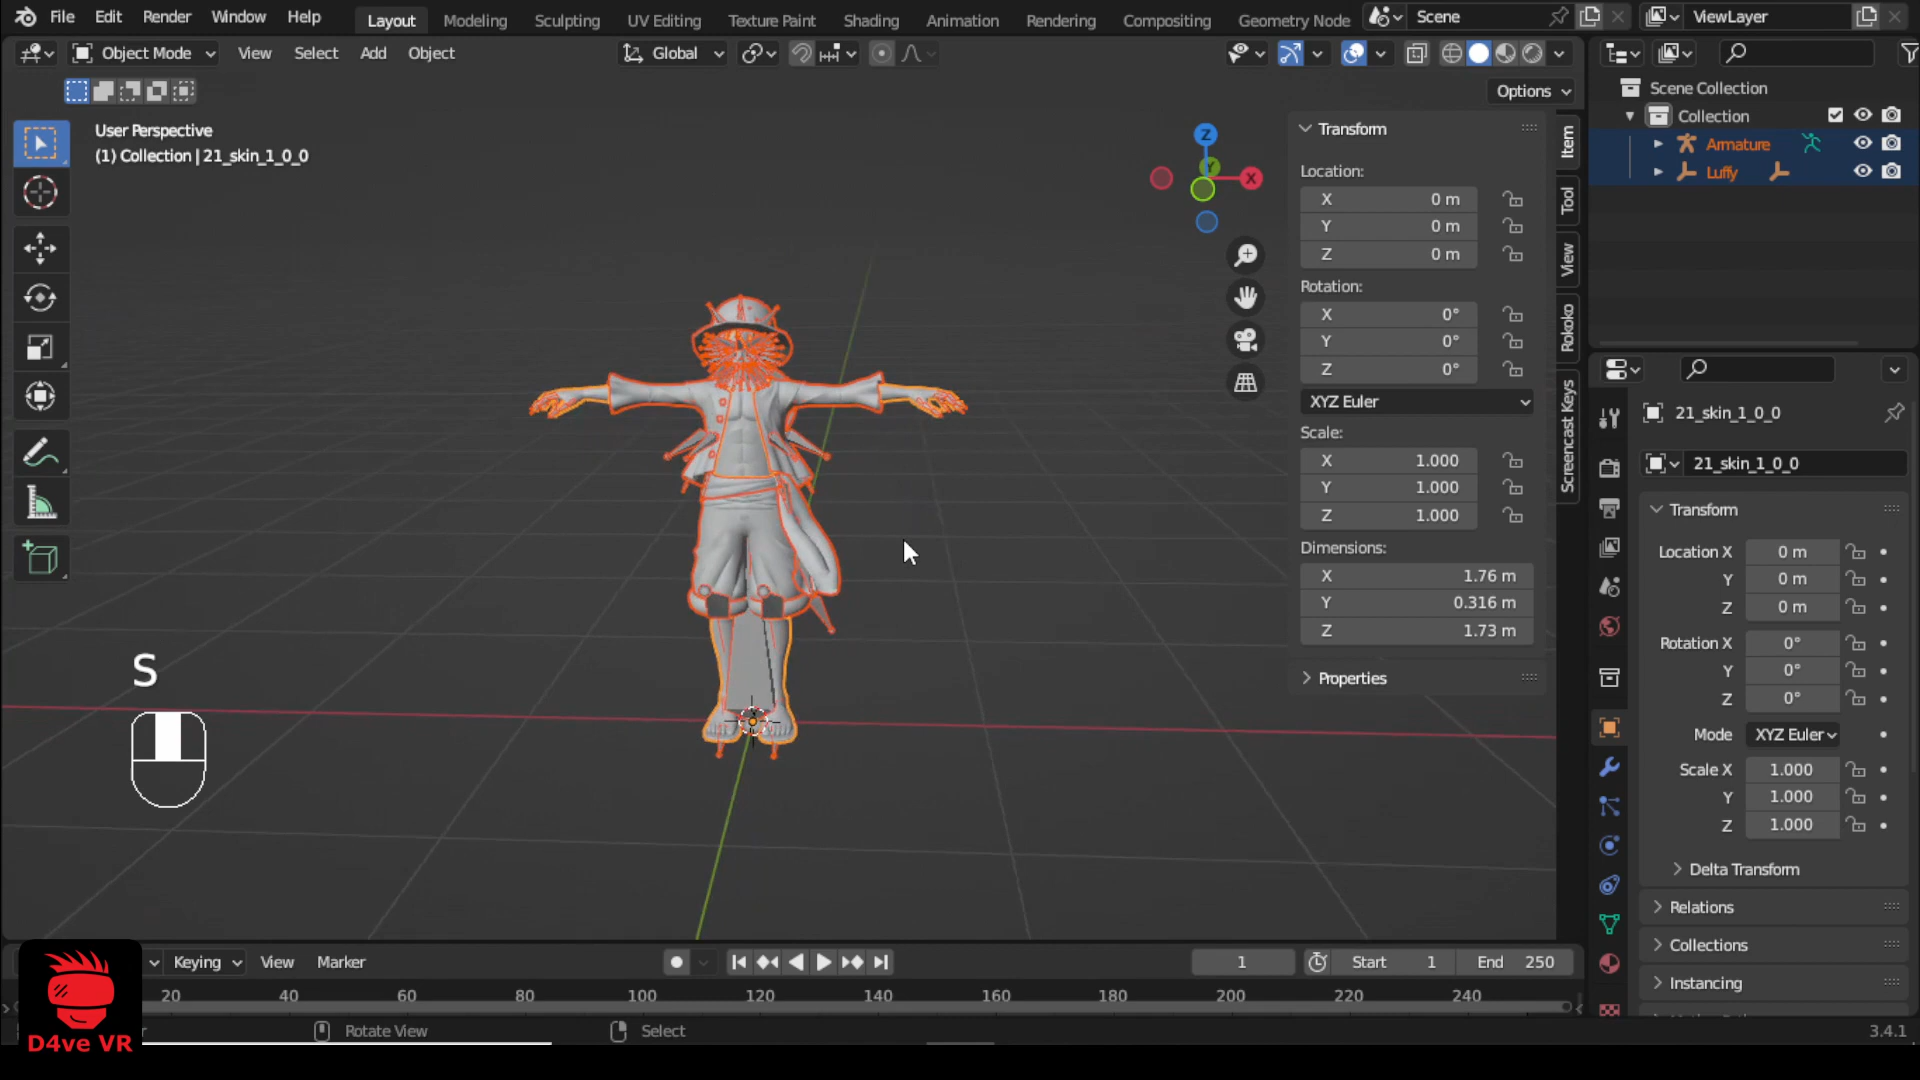 File Edit Render Window Help Layout Modeling Sculpting UV Editing Texture Paint Shading Animation Rendering Compositing Geometry Node Scene ViewLayer
Object Mode View Select Add Object Global
Options
User Perspective
(1) Collection | 21_skin_1_0_0
Z
Y
X
Transform
Location:
X 0 m
Y 0 m
Z 0 m
Rotation:
X 0°
Y 0°
Z 0°
XYZ Euler
Scale:
X 1.000
Y 1.000
Z 1.000
Dimensions:
X 1.76 m
Y 0.316 m
Z 1.73 m
Properties
Item
Tool
View
Rokoko
Screencast Keys
Scene Collection
Collection
Armature
Luffy
21_skin_1_0_0
21_skin_1_0_0
Transform
Location X 0 m
Y 0 m
Z 0 m
Rotation X 0°
Y 0°
Z 0°
Mode XYZ Euler
Scale X 1.000
Y 1.000
Z 1.000
Delta Transform
Relations
Collections
Instancing
S
Keying View Marker 1 Start 1 End 250
20 40 60 80 100 120 140 160 180 200 220 240
Rotate View Select 3.4.1
D4ve VR